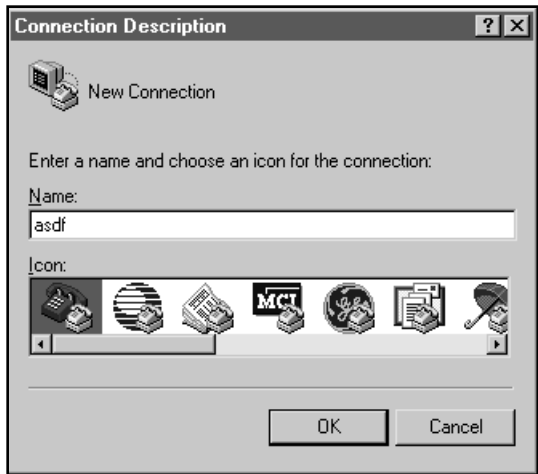 Connection Description
New Connection
Enter a name and choose an icon for the connection:
Name:
asdf
Icon:
MCI
OK Cancel